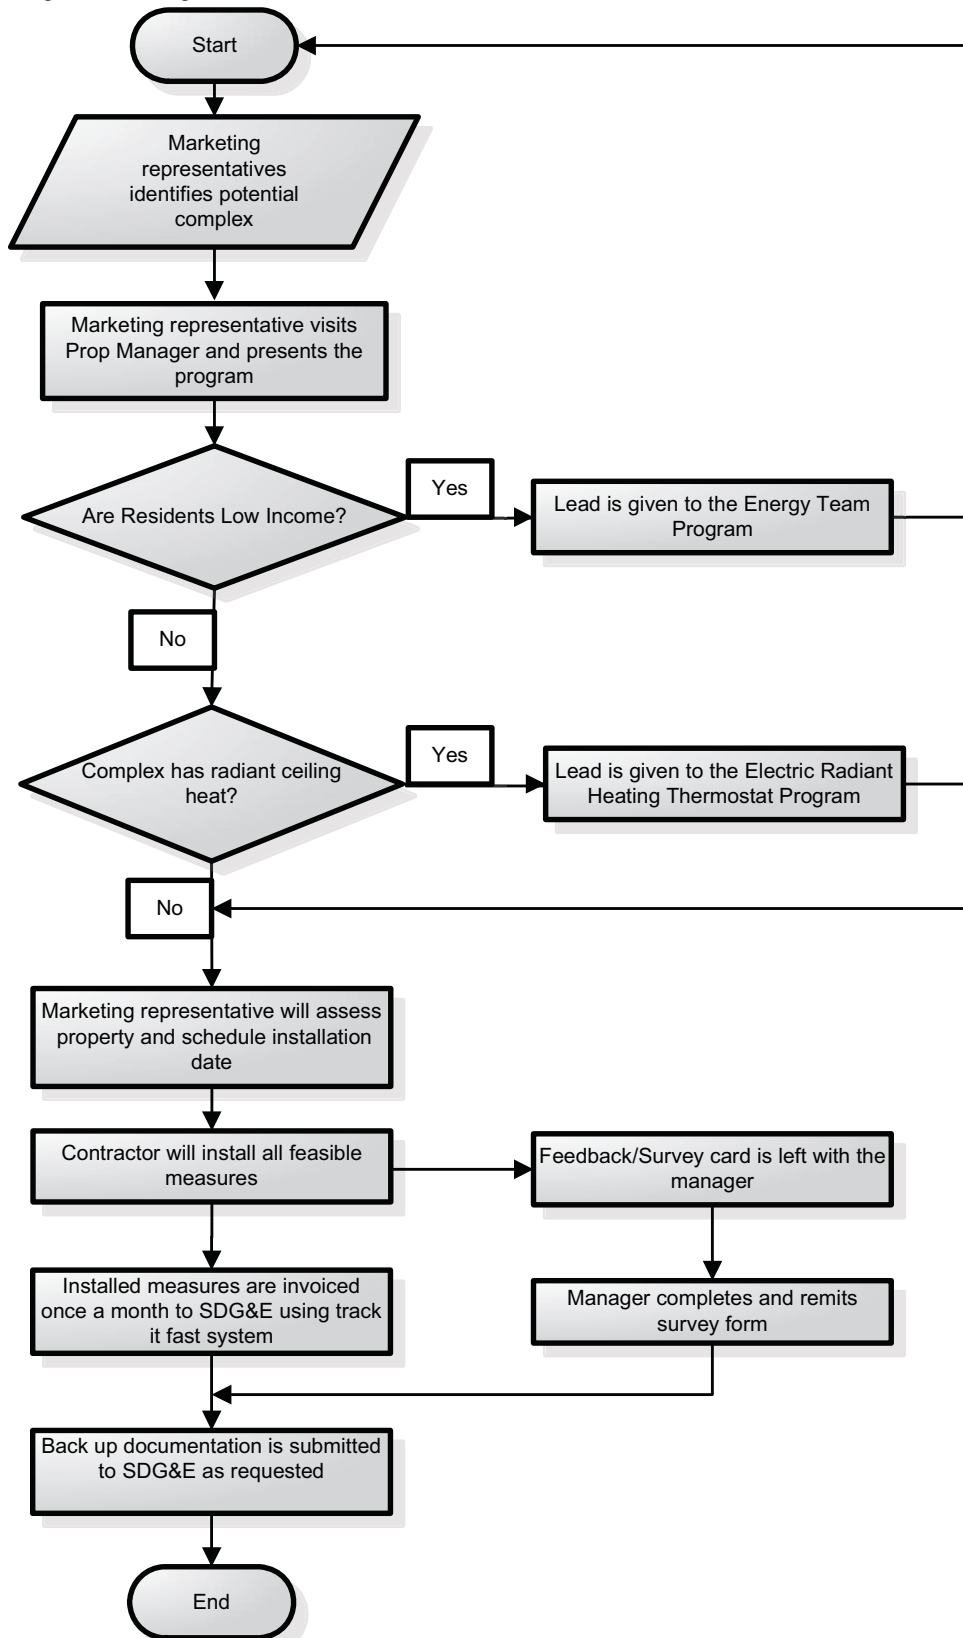 Start
Marketing
representatives
identifies potential
complex
Marketing representative visits
Prop Manager and presents the
program
Are Residents Low Income?
Yes
Lead is given to the Energy Team
Program
No
Complex has radiant ceiling
heat?
Yes
Lead is given to the Electric Radiant
Heating Thermostat Program
No
Marketing representative will assess
property and schedule installation
date
Contractor will install all feasible
measures
Feedback/Survey card is left with the
manager
Installed measures are invoiced
once a month to SDG&E using track
it fast system
Manager completes and remits
survey form
Back up documentation is submitted
to SDG&E as requested
End